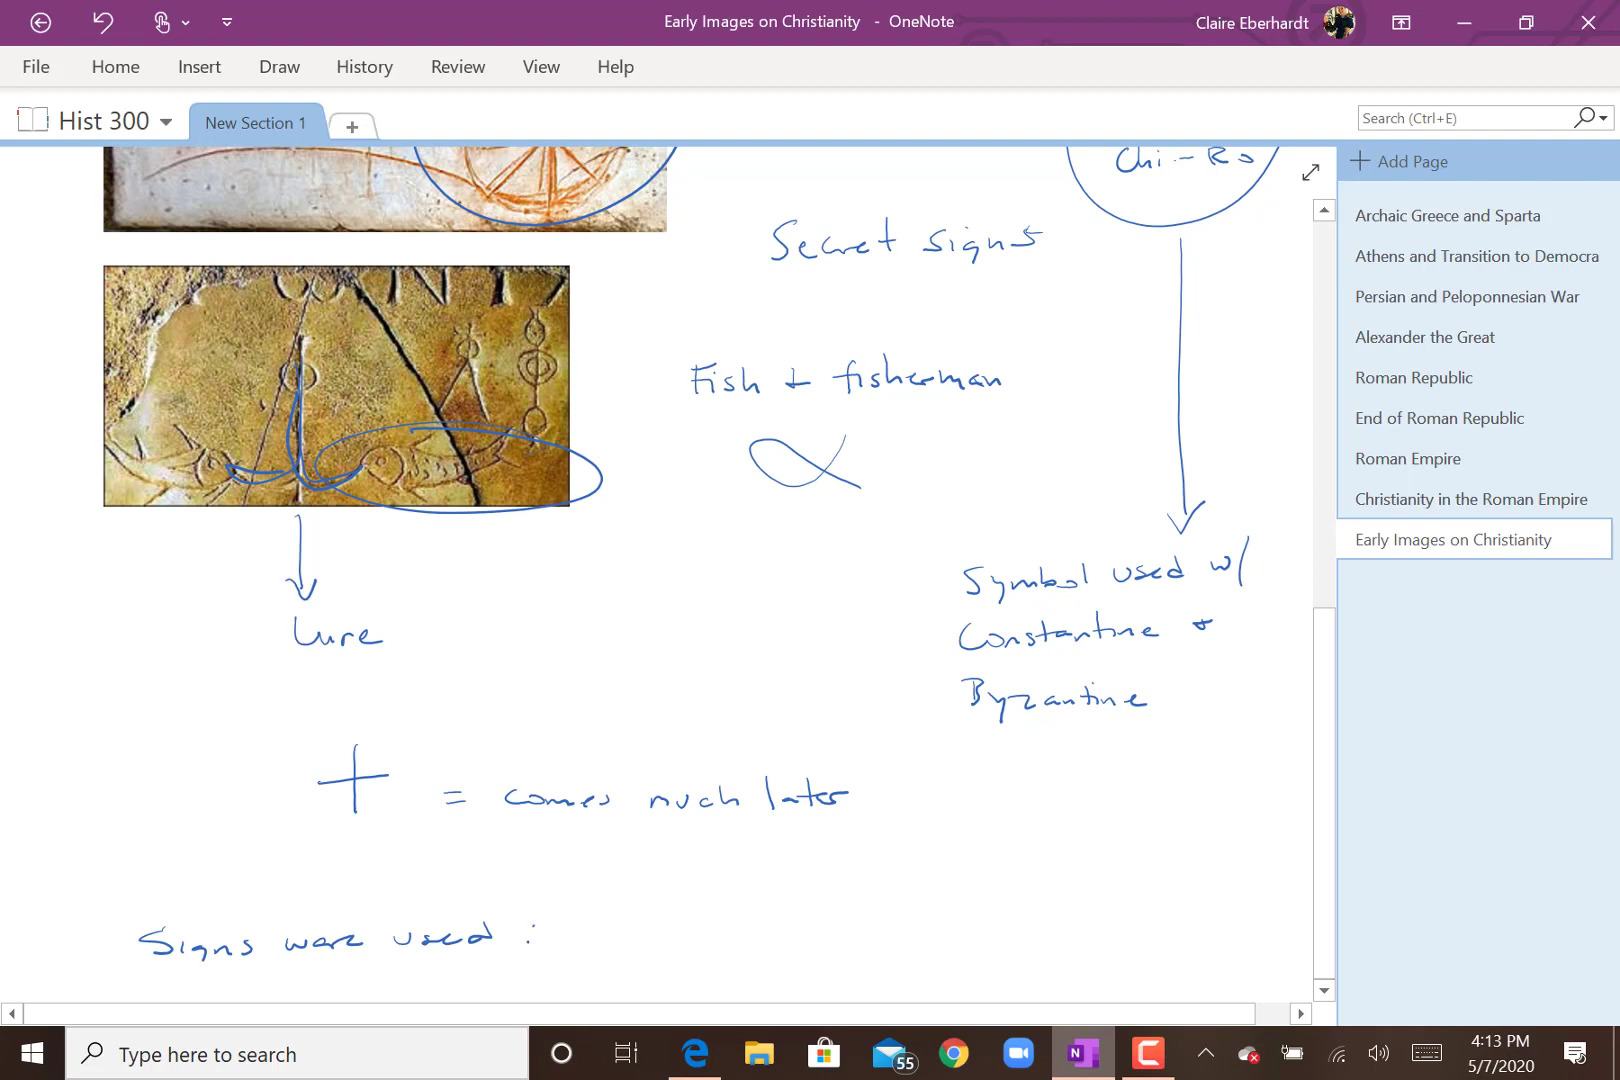 Early Images on Christianity - OneNote
Claire Eberhardt
File Home Insert Draw History Review View Help
Hist 300
New Section 1
+
Search (Ctrl+E)
Chi-Ro
Secret signs
Fish + fisherman
Lure
Symbol used w/
Constantine +
Byzantine
+ = comes much later
Signs were used :
+ Add Page
Archaic Greece and Sparta
Athens and Transition to Democra
Persian and Peloponnesian War
Alexander the Great
Roman Republic
End of Roman Republic
Roman Empire
Christianity in the Roman Empire
Early Images on Christianity
Type here to search
55
N
4:13 PM
5/7/2020